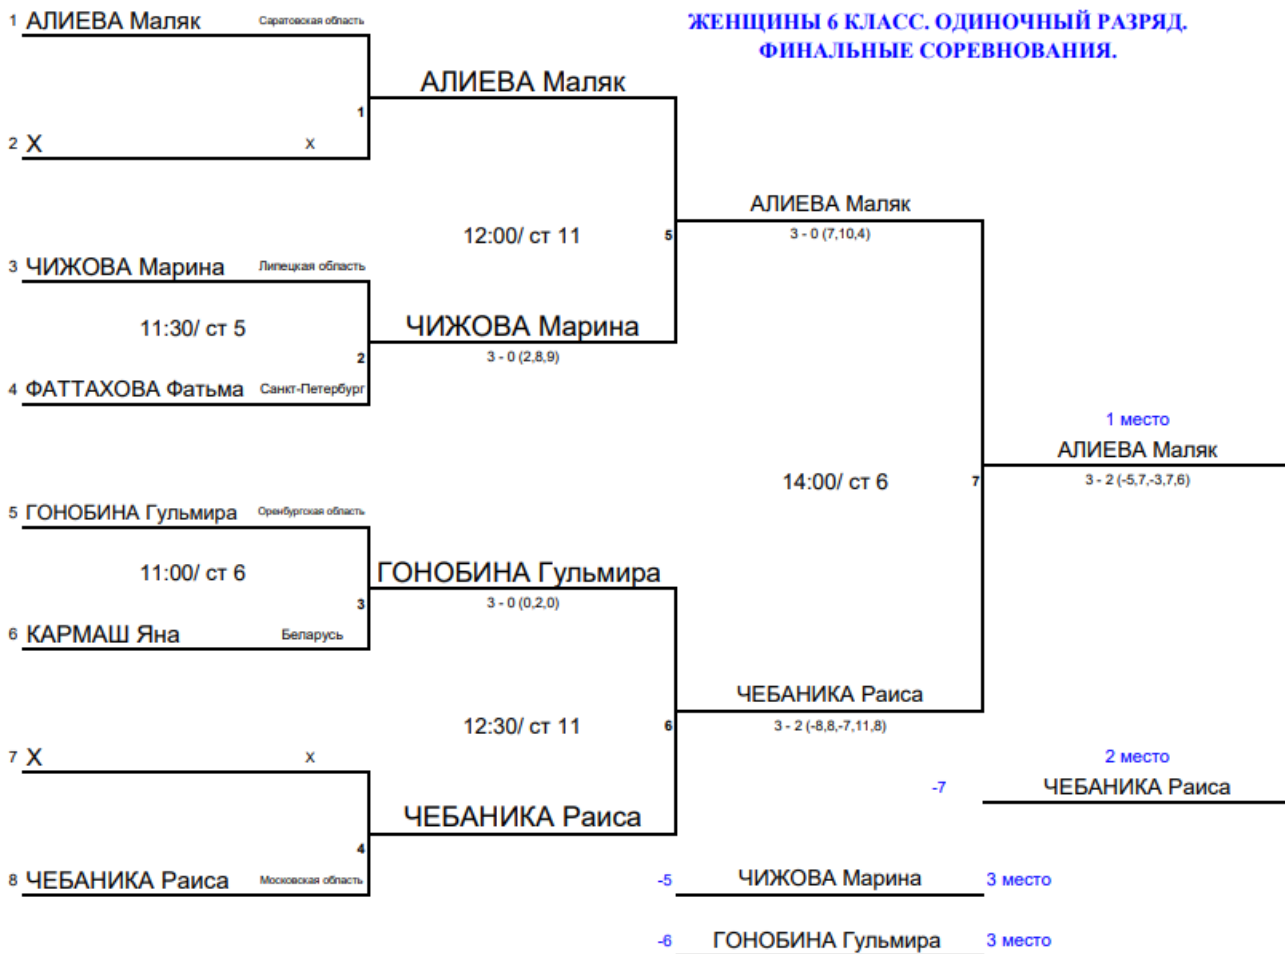 1 АЛИЕВА Маляк Саратовская область
ЖЕНЩИНЫ 6 КЛАСС. ОДИНОЧНЫЙ РАЗРЯД.
ФИНАЛЬНЫЕ СОРЕВНОВАНИЯ.
АЛИЕВА Маляк
1
2 X X
АЛИЕВА Маляк
12:00/ ст 11 5 3 - 0 (7,10,4)
3 ЧИЖОВА Марина Липецкая область
11:30/ ст 5 ЧИЖОВА Марина
2 3 - 0 (2,8,9)
4 ФАТТАХОВА Фатьма Санкт-Петербург
1 место
АЛИЕВА Маляк
14:00/ ст 6 7 3 - 2 (-5,7,-3,7,6)
5 ГОНОБИНА Гульмира Оренбургская область
11:00/ ст 6 ГОНОБИНА Гульмира
3 3 - 0 (0,2,0)
6 КАРМАШ Яна Беларусь
ЧЕБАНИКА Раиса
12:30/ ст 11 6 3 - 2 (-8,8,-7,11,8)
7 X X
2 место
-7 ЧЕБАНИКА Раиса
ЧЕБАНИКА Раиса
4
8 ЧЕБАНИКА Раиса Московская область
-5 ЧИЖОВА Марина 3 место
-6 ГОНОБИНА Гульмира 3 место